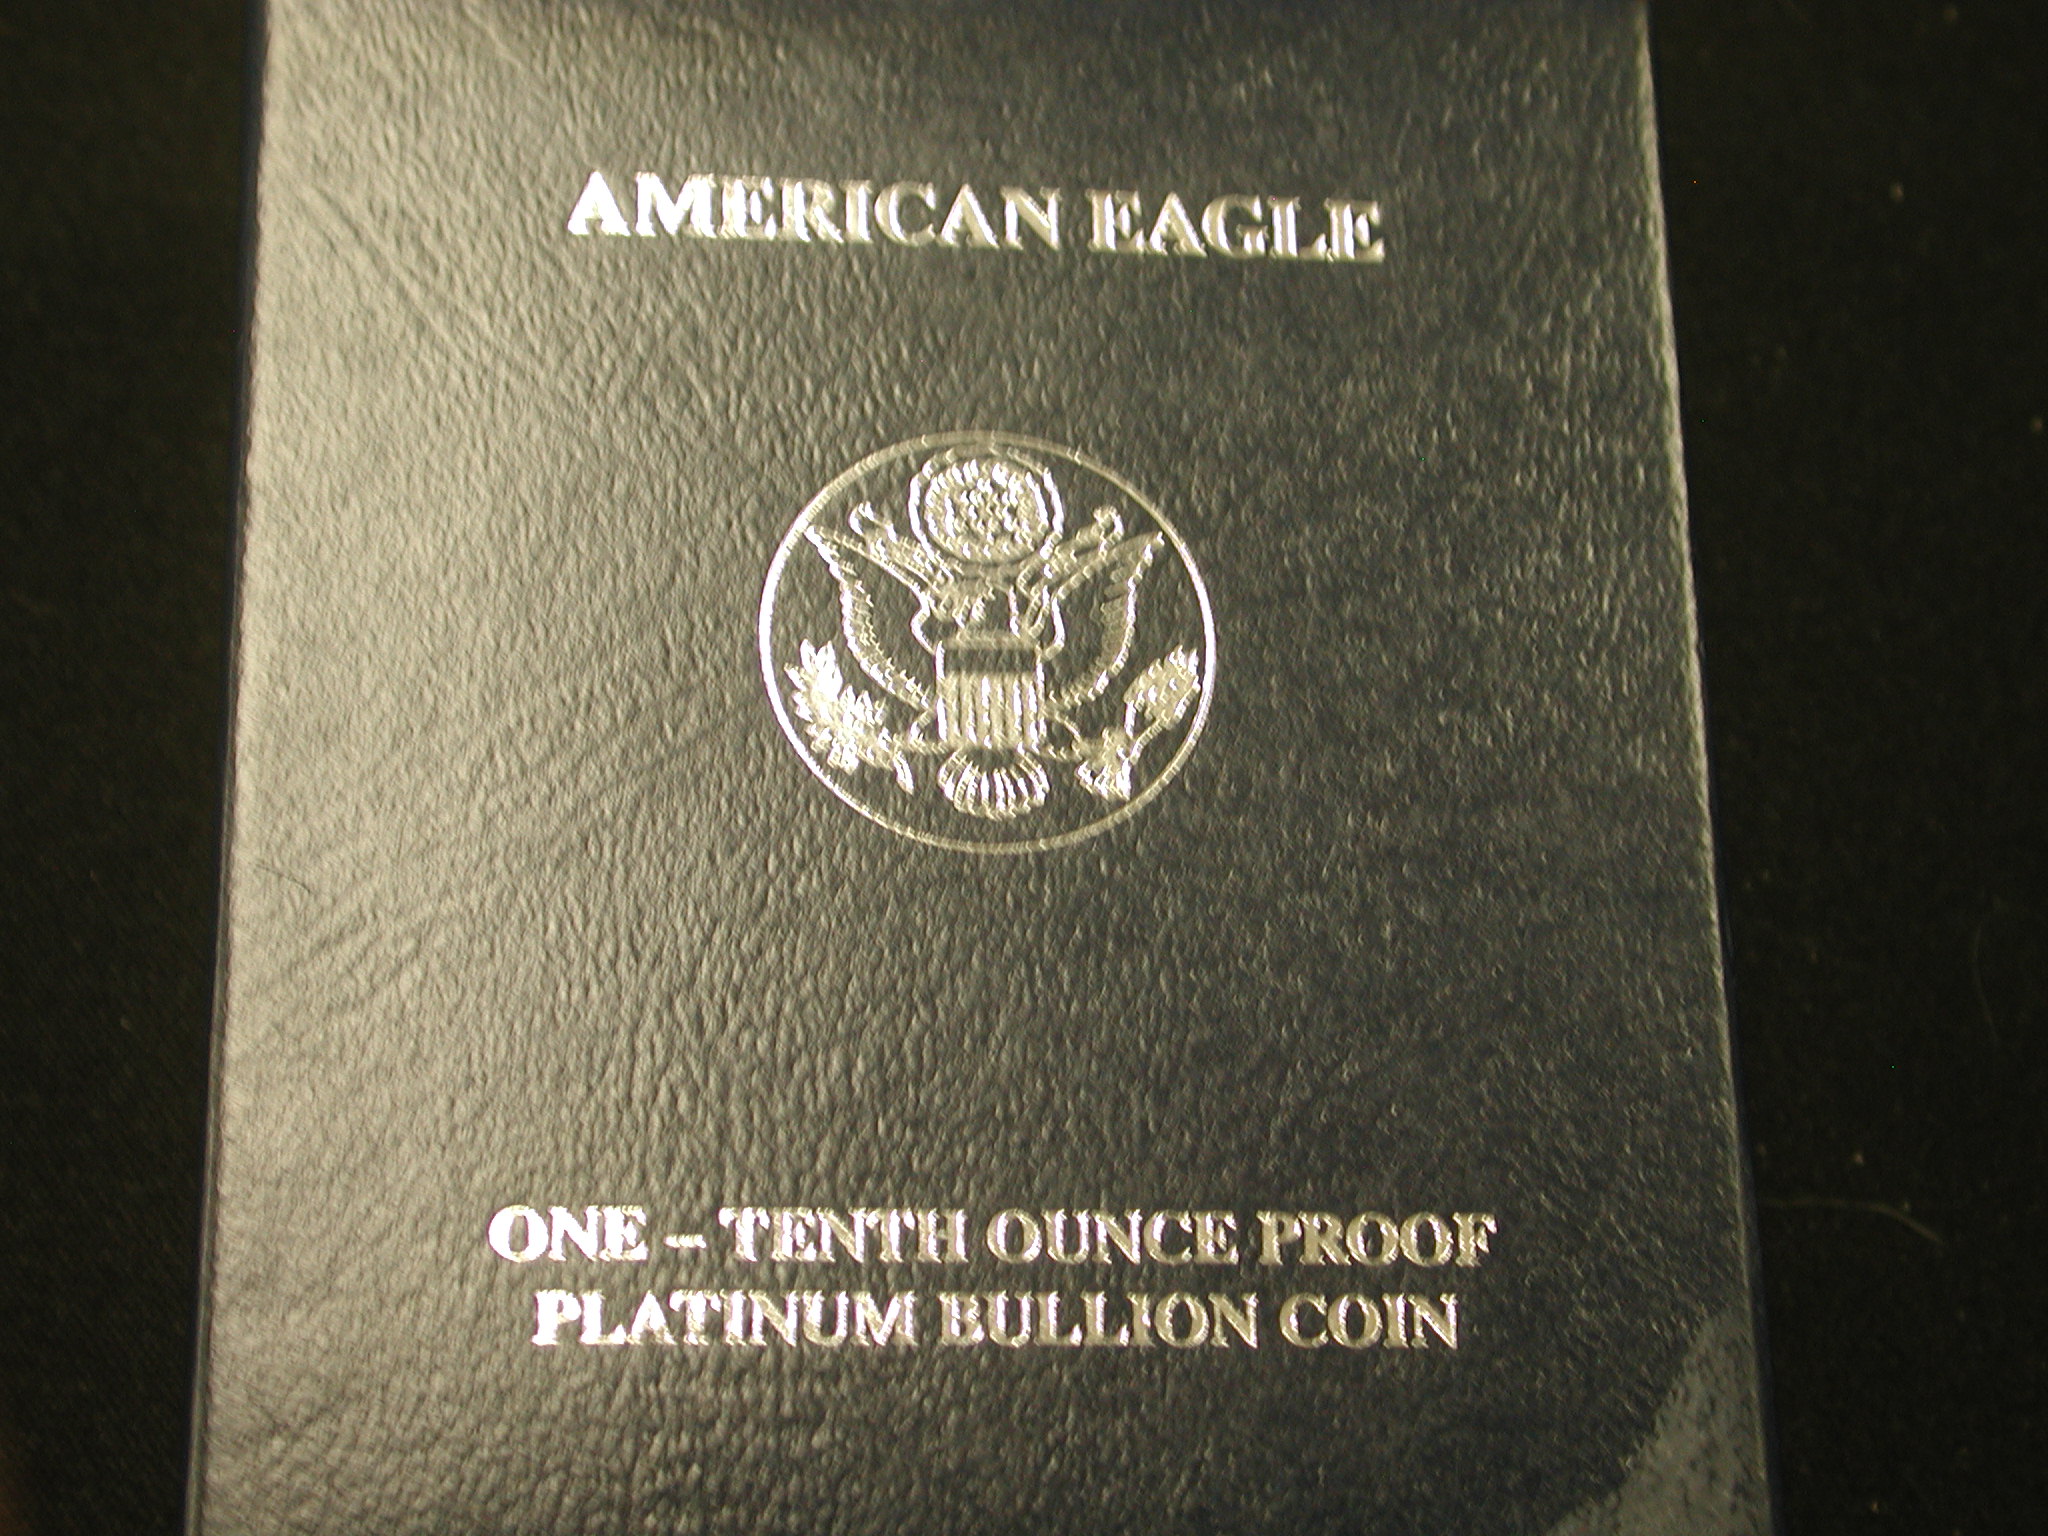 AMERICAN EAGLE
ONE – TENTH OUNCE PROOF
PLATINUM BULLION COIN